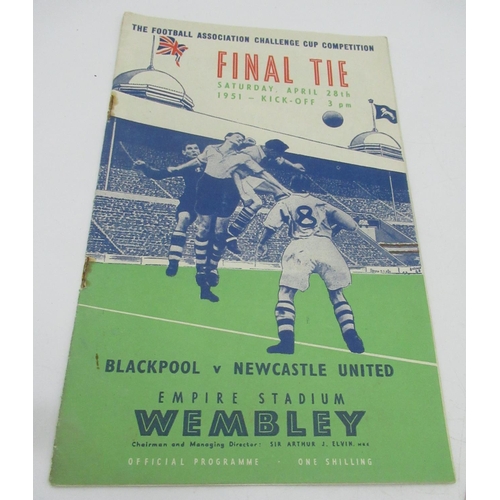 THE FOOTBALL ASSOCIATION CHALLENGE CUP COMPETITION
FINAL TIE
SATURDAY, APRIL 28th
1951 - KICK-OFF 3 pm
8
BLACKPOOL v NEWCASTLE UNITED
EMPIRE STADIUM
WEMBLEY
Chairman and Managing Director: SIR ARTHUR J. ELVIN, MBE
OFFICIAL PROGRAMME · ONE SHILLING